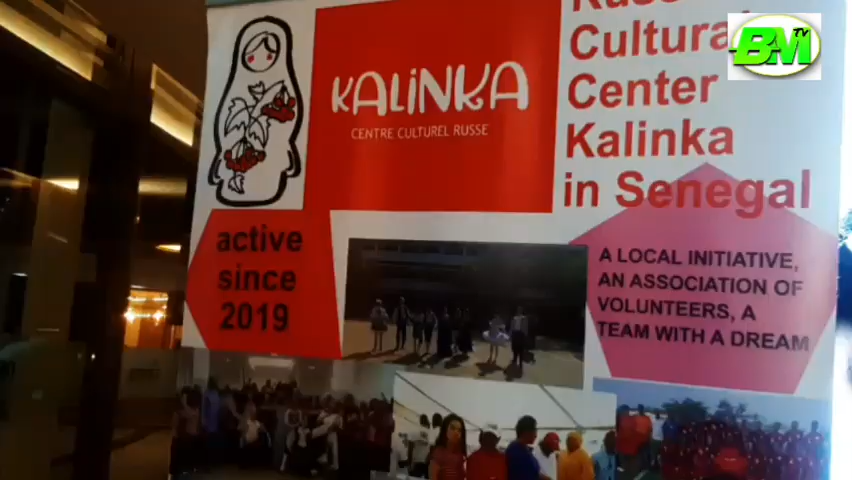 Cultural
Center
Kalinka
in Senegal
BM TV
KALINKA
CENTRE CULTUREL RUSSE
active
since
2019
A LOCAL INITIATIVE,
AN ASSOCIATION OF
VOLUNTEERS, A
TEAM WITH A DREAM